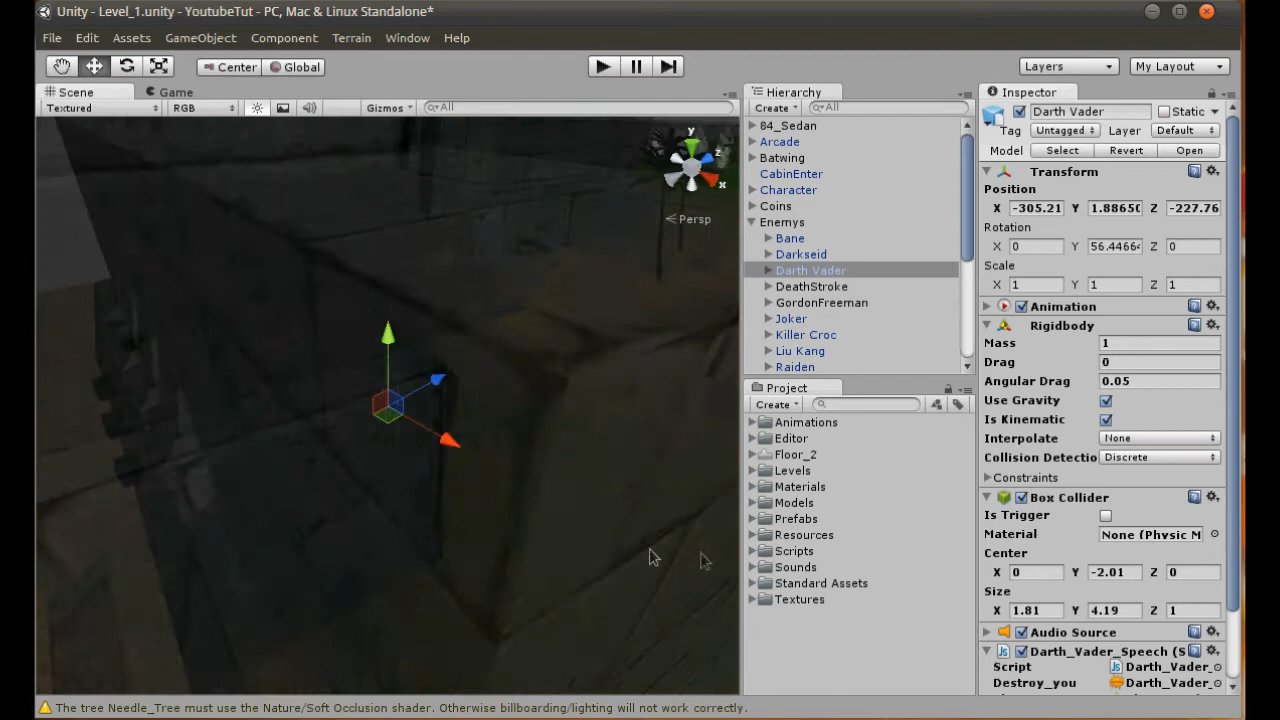 Unity - Level_1.unity - YoutubeTut - PC, Mac & Linux Standalone*
File Edit Assets GameObject Component Terrain Window Help
Center Global Layers My Layout
Scene Game
Textured RGB Gizmos All
y
z
x
Persp
Hierarchy
Create All
84_Sedan
Arcade
Batwing
CabinEnter
Character
Coins
Enemys
Bane
Darkseid
Darth Vader
DeathStroke
GordonFreeman
Joker
Killer Croc
Liu Kang
Raiden
Project
Create
Animations
Editor
Floor_2
Levels
Materials
Models
Prefabs
Resources
Scripts
Sounds
Standard Assets
Textures
Inspector
Darth Vader Static
Tag Untagged Layer Default
Model Select Revert Open
Transform
Position
X -305.21 Y 1.8865( Z -227.76
Rotation
X 0 Y 56.4466 Z 0
Scale
X 1 Y 1 Z 1
Animation
Rigidbody
Mass 1
Drag 0
Angular Drag 0.05
Use Gravity
Is Kinematic
Interpolate None
Collision Detectio Discrete
Constraints
Box Collider
Is Trigger
Material None (Physic M
Center
X 0 Y -2.01 Z 0
Size
X 1.81 Y 4.19 Z 1
Audio Source
Darth_Vader_Speech (S
Script Darth_Vader_
Destroy_you Darth_Vader_
The tree Needle_Tree must use the Nature/Soft Occlusion shader. Otherwise billboarding/lighting will not work correctly.